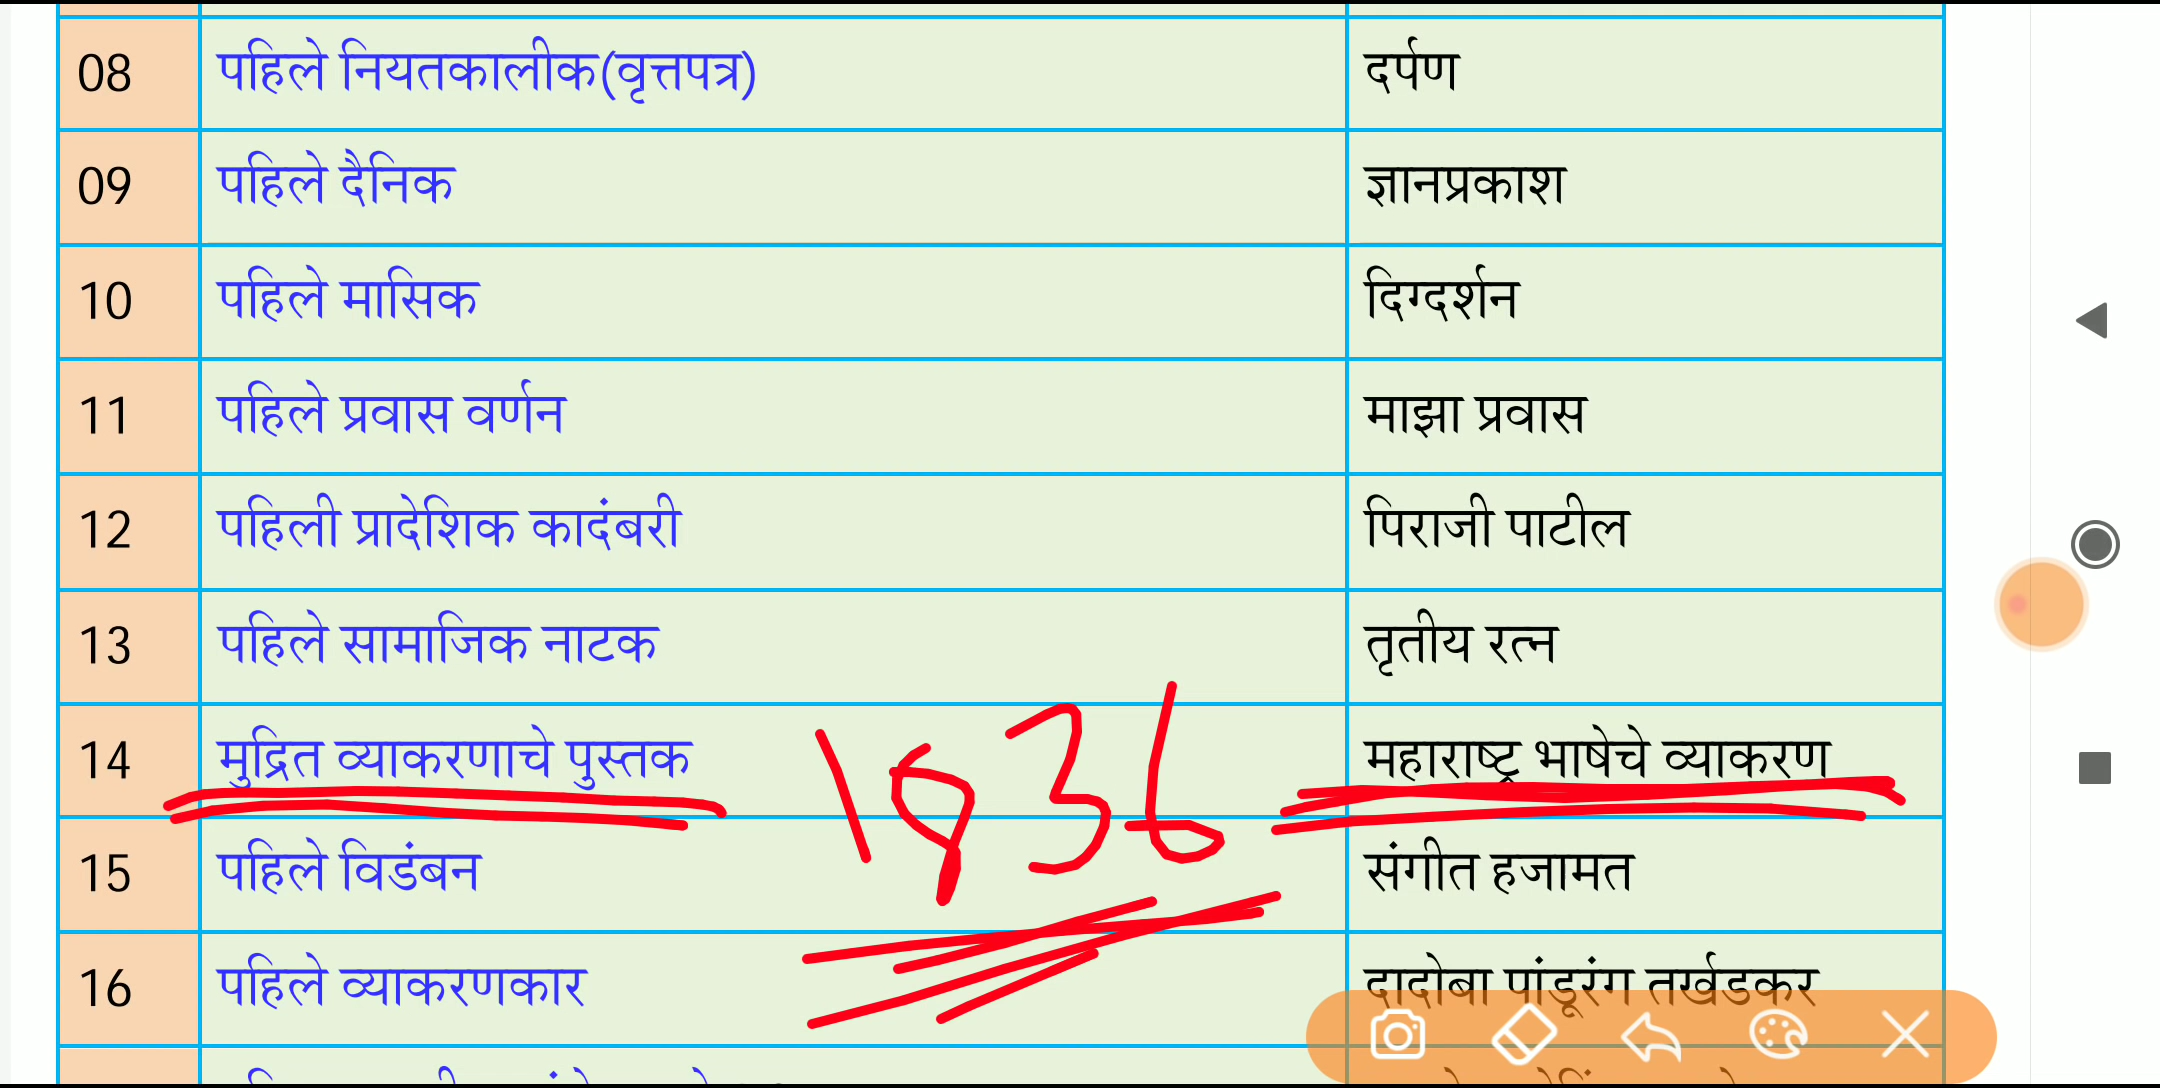 08 पहिले नियतकालीक(वृत्तपत्र) दर्पण
09 पहिले दैनिक ज्ञानप्रकाश
10 पहिले मासिक दिग्दर्शन
11 पहिले प्रवास वर्णन माझा प्रवास
12 पहिली प्रादेशिक कादंबरी पिराजी पाटील
13 पहिले सामाजिक नाटक तृतीय रत्न
14 मुद्रित व्याकरणाचे पुस्तक 1836 महाराष्ट्र भाषेचे व्याकरण
15 पहिले विडंबन संगीत हजामत
16 पहिले व्याकरणकार दादोबा पांडूरंग तर्खडकर